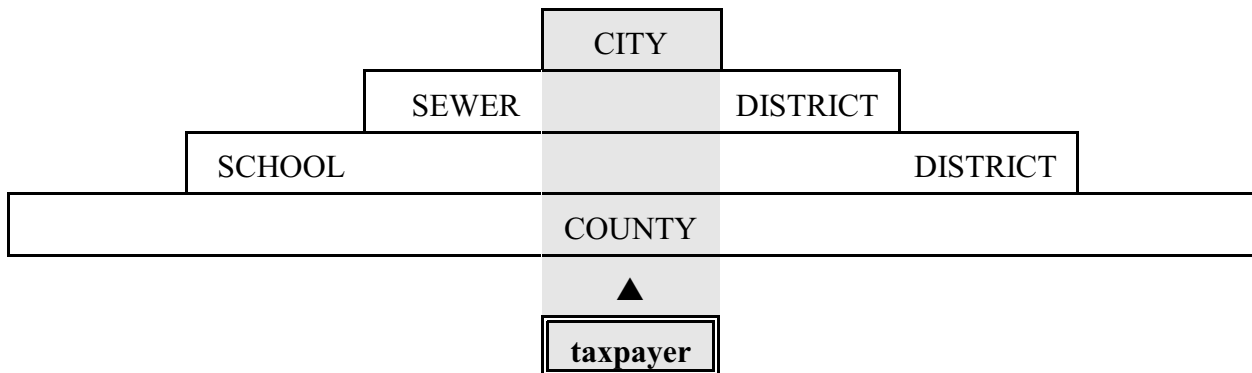 CITY
SEWER DISTRICT
SCHOOL DISTRICT
COUNTY
taxpayer